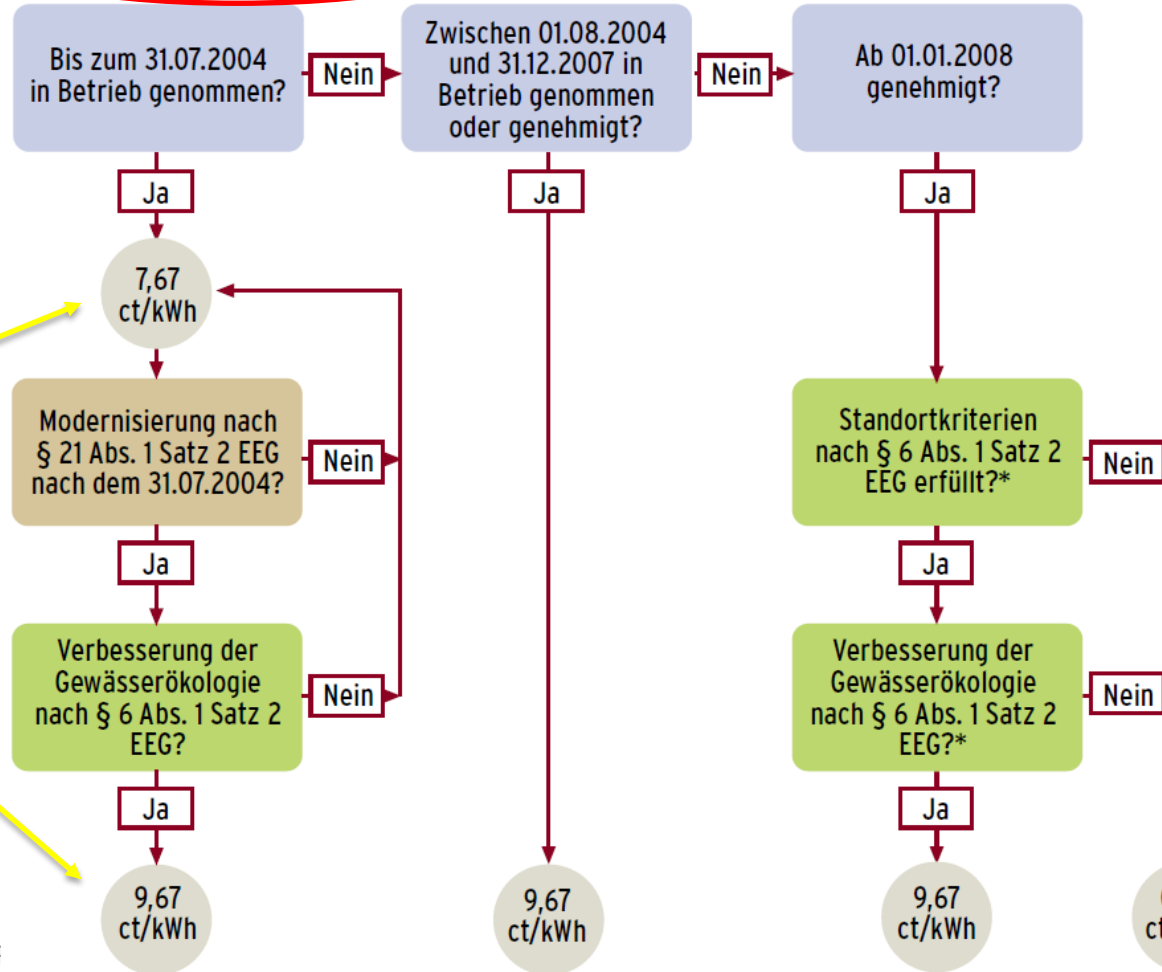 Bis zum 31.07.2004
in Betrieb genommen?
Nein
Zwischen 01.08.2004
und 31.12.2007 in
Betrieb genommen
oder genehmigt?
Nein
Ab 01.01.2008
genehmigt?
Ja
Ja
Ja
7,67
ct/kWh
Modernisierung nach
§ 21 Abs. 1 Satz 2 EEG
nach dem 31.07.2004?
Nein
Standortkriterien
nach § 6 Abs. 1 Satz 2
EEG erfüllt?*
Nein
Ja
Ja
Verbesserung der
Gewässerökologie
nach § 6 Abs. 1 Satz 2
EEG?
Nein
Verbesserung der
Gewässerökologie
nach § 6 Abs. 1 Satz 2
EEG?*
Nein
Ja
Ja
9,67
ct/kWh
9,67
ct/kWh
9,67
ct/kWh